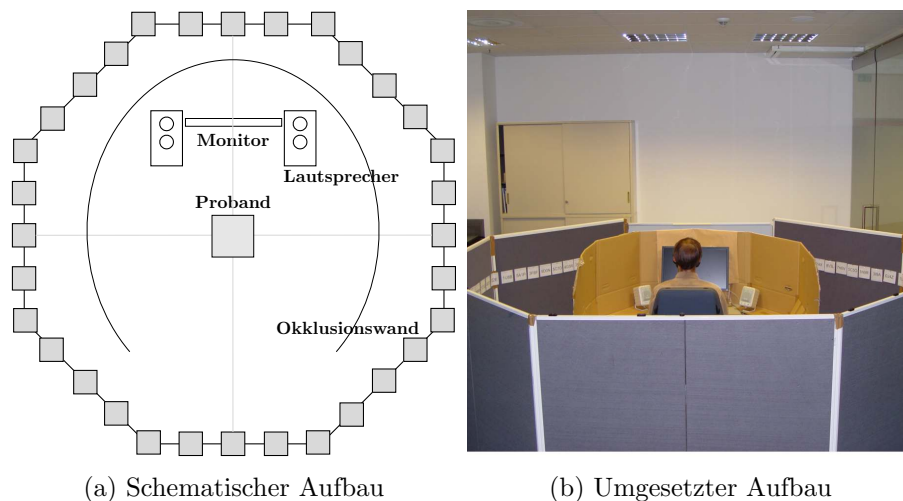 Monitor
Lautsprecher
Proband
Okklusionswand
(a) Schematischer Aufbau
(b) Umgesetzter Aufbau